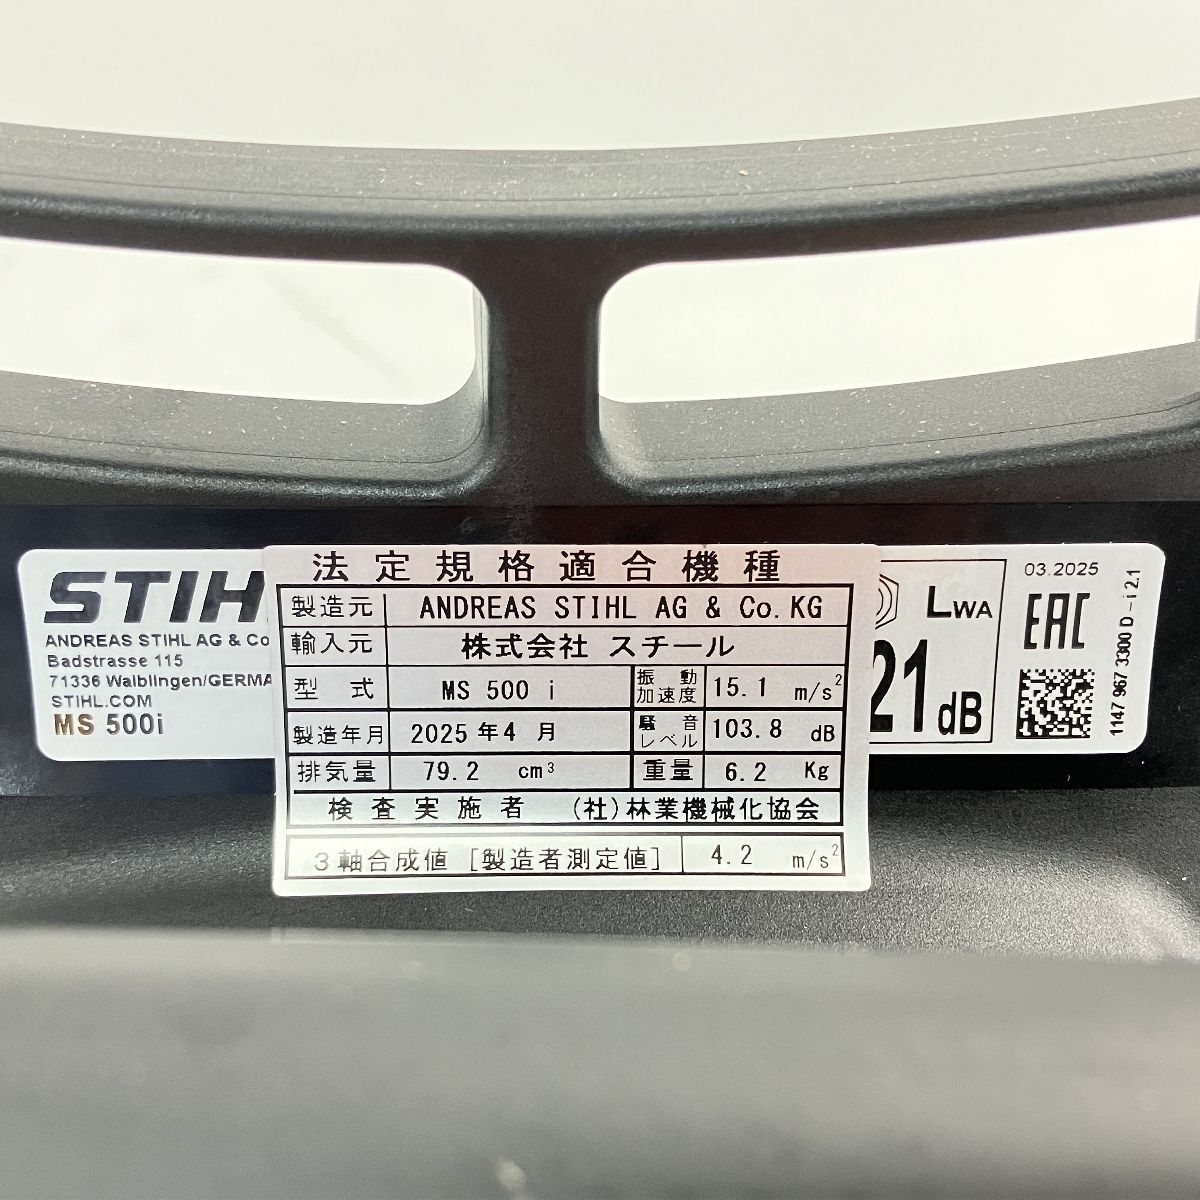 STIHL
ANDREAS STIHL AG & Co
Badstrasse 115
71336 Waiblingen/GERMA
STIHL.COM
MS 500i
法定規格適合機種
製造元 ANDREAS STIHL AG & Co.KG
輸入元 株式会社 スチール
型式 MS 500 i 振動加速度 15.1 m/s²
製造年月 2025 年 4 月 騒音レベル 103.8 dB
排気量 79.2 cm³ 重量 6.2 Kg
検査実施者 (社)林業機械化協会
3軸合成値 [製造者測定値] 4.2 m/s²
LWA
21 dB
03.2025
EAC
1147 967 3300 D-i 2.1